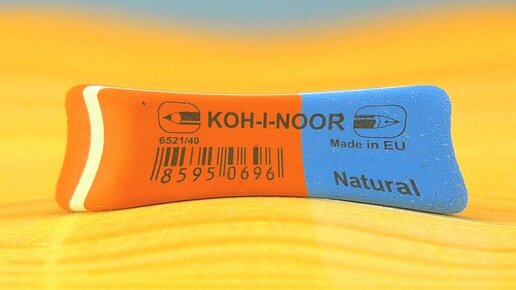 KOH-I-NOOR
6521/40
Made in EU
8595 0696
Natural